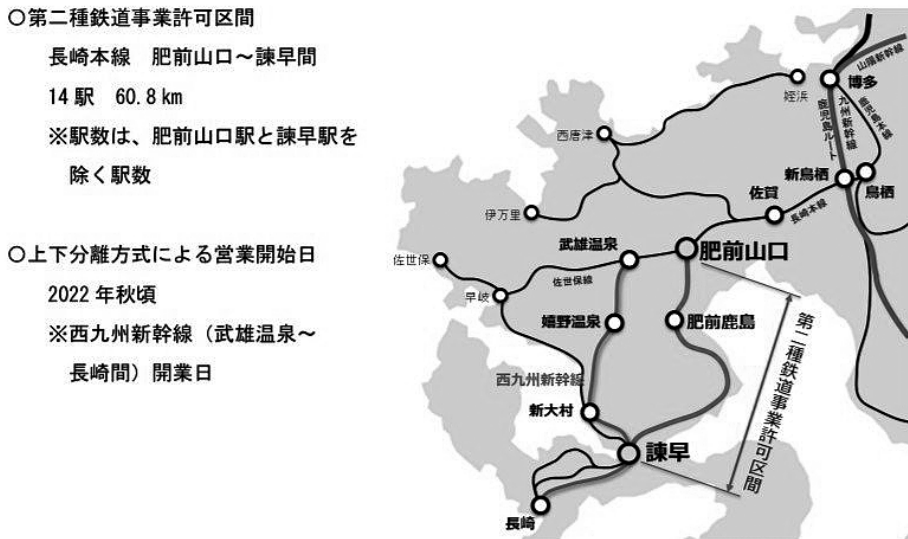 ○第二種鉄道事業許可区間
長崎本線 肥前山口～諫早間
14 駅 60.8 km
※駅数は、肥前山口駅と諫早駅を
除く駅数
○上下分離方式による営業開始日
2022 年秋頃
※西九州新幹線（武雄温泉～
長崎間）開業日
山陽新幹線
博多
姪浜
九州新幹線
鹿児島ルート
鹿児島本線
西唐津
新鳥栖
鳥栖
佐賀
長崎本線
伊万里
武雄温泉
肥前山口
佐世保
佐世保線
早岐
嬉野温泉
肥前鹿島
第二種鉄道事業許可区間
西九州新幹線
新大村
諫早
長崎